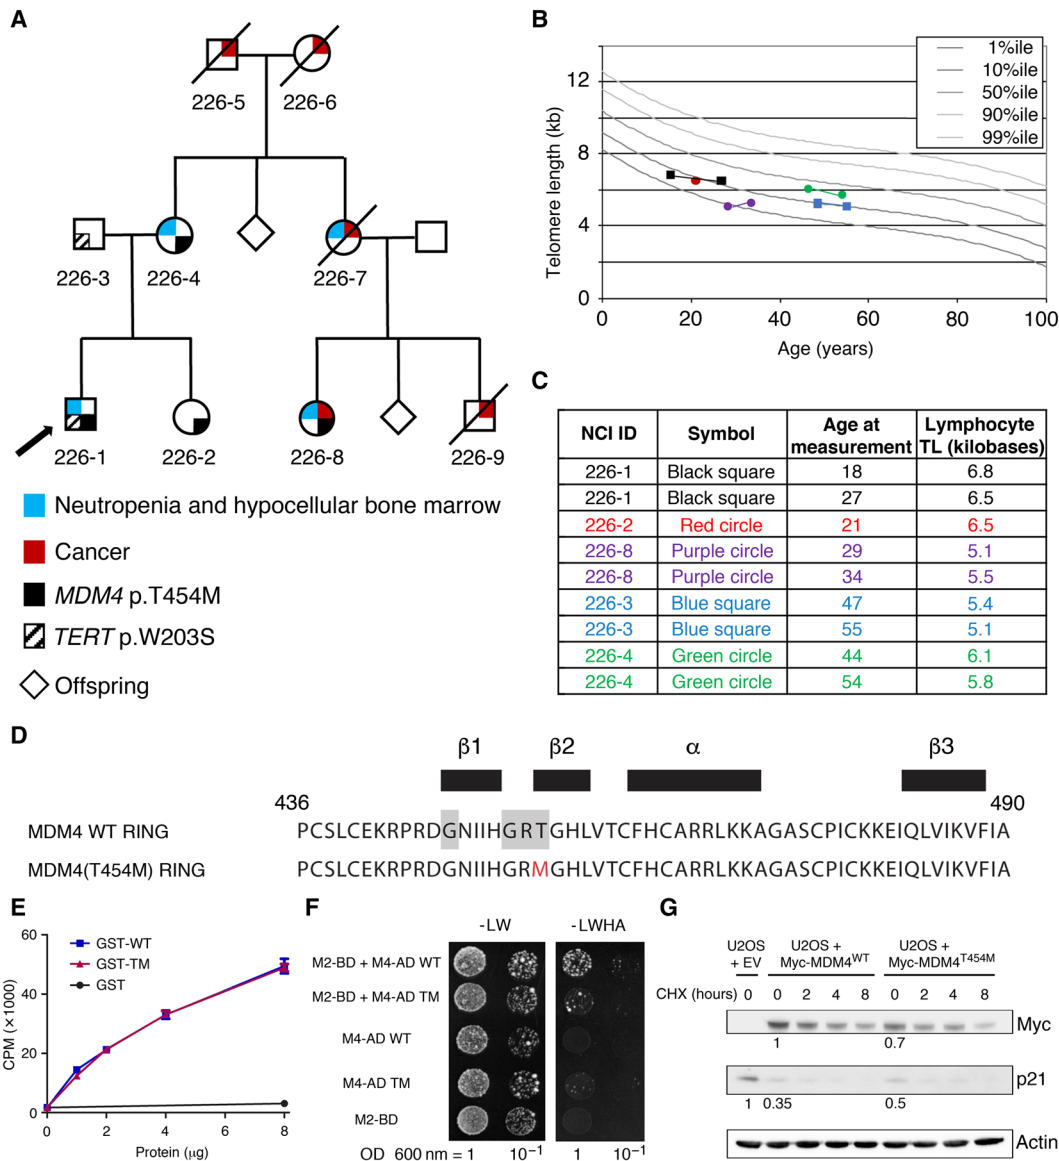 A
226-5
226-6
226-3
226-4
226-7
226-1
226-2
226-8
226-9
Neutropenia and hypocellular bone marrow
Cancer
MDM4 p.T454M
TERT p.W203S
Offspring
B
Telomere length (kb)
12
8
4
0
0 20 40 60 80 100
Age (years)
1%ile
10%ile
50%ile
90%ile
99%ile
C
NCI ID Symbol Age at measurement Lymphocyte TL (kilobases)
226-1 Black square 18 6.8
226-1 Black square 27 6.5
226-2 Red circle 21 6.5
226-8 Purple circle 29 5.1
226-8 Purple circle 34 5.5
226-3 Blue square 47 5.4
226-3 Blue square 55 5.1
226-4 Green circle 44 6.1
226-4 Green circle 54 5.8
D
β1 β2 α β3
436 490
MDM4 WT RING PCSLCEKRPRDGNIIHGRTGHLVTCFHCARRLKKAGASCPICKKEIQLVIKVFIA
MDM4(T454M) RING PCSLCEKRPRDGNIIHGRMGHLVTCFHCARRLKKAGASCPICKKEIQLVIKVFIA
E
CPM (×1000)
60
40
20
0
0 2 4 6 8
Protein (μg)
GST-WT
GST-TM
GST
F
-LW -LWHA
M2-BD + M4-AD WT
M2-BD + M4-AD TM
M4-AD WT
M4-AD TM
M2-BD
OD 600 nm = 1 10⁻¹ 1 10⁻¹
G
U2OS + EV
U2OS + Myc-MDM4ᵂᵀ
U2OS + Myc-MDM4ᵀ⁴⁵⁴ᴹ
CHX (hours) 0 0 2 4 8 0 2 4 8
Myc
1 0.7
p21
1 0.35 0.5
Actin